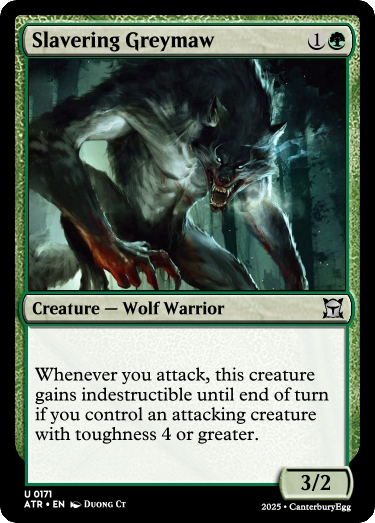 Slavering Greymaw 1
Creature — Wolf Warrior
Whenever you attack, this creature
gains indestructible until end of turn
if you control an attacking creature
with toughness 4 or greater.
3/2
U 0171
ATR • EN Duong Ct
2025 • CanterburyEgg